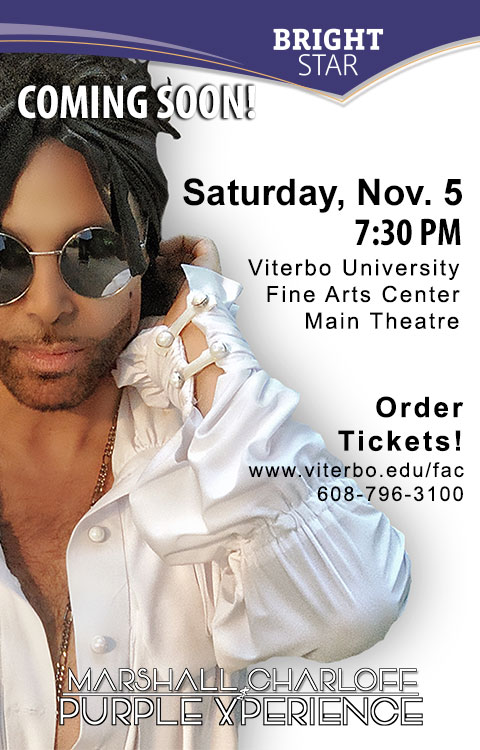 BRIGHT
STAR
COMING SOON!
Saturday, Nov. 5
7:30 PM
Viterbo University
Fine Arts Center
Main Theatre
Order
Tickets!
www.viterbo.edu/fac
608-796-3100
MARSHALL CHARLOFF
PURPLE XPERIENCE